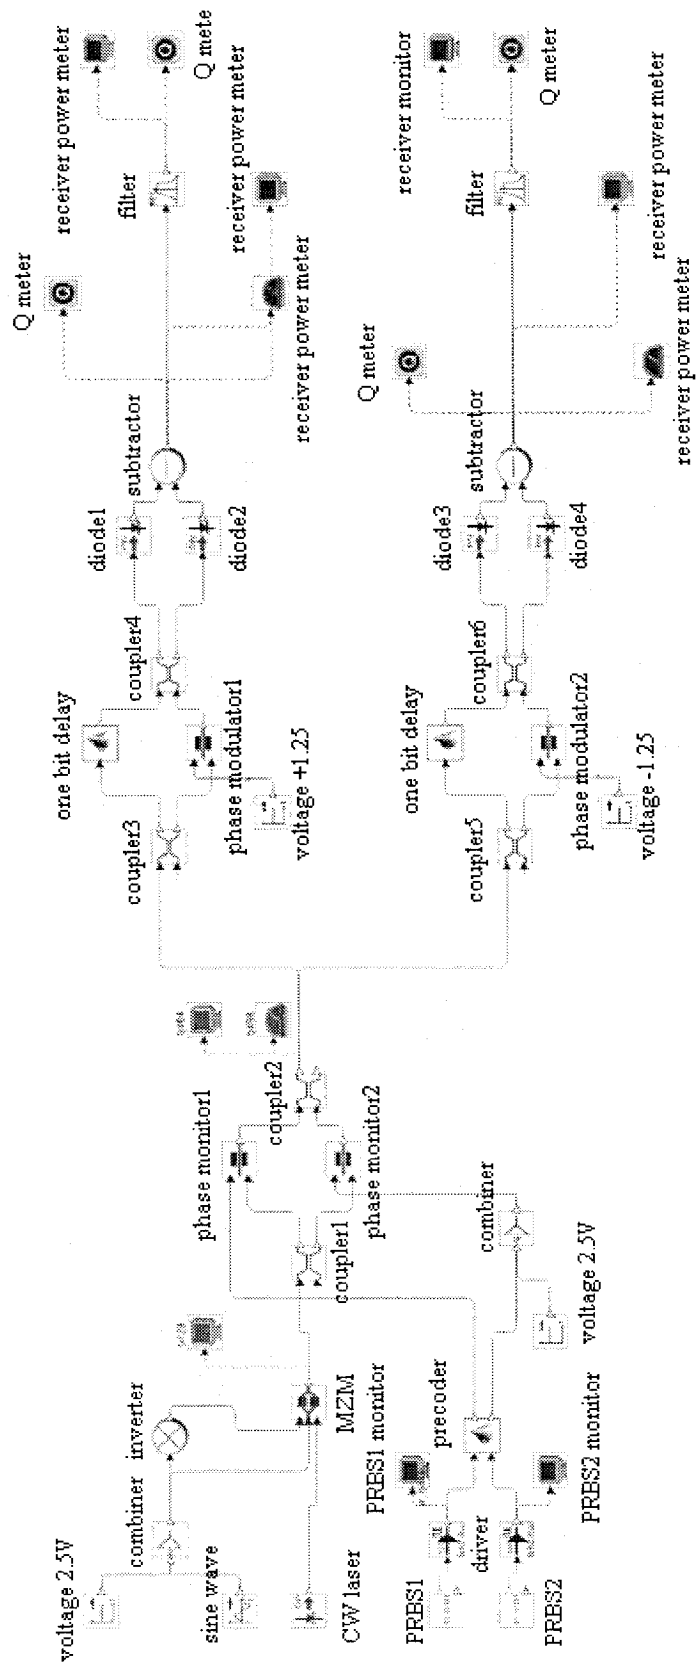 voltage 2.5V
combiner
inverter
sine wave
CW laser
MZM
PRBS1 monitor
PRBS1
driver
precoder
PRBS2
PRBS2 monitor
voltage 2.5V
combiner
coupler1
phase monitor1
phase monitor2
coupler2
coupler3
one bit delay
phase modulator1
voltage +1.25
coupler4
diode1
diode2
subtractor
Q meter
receiver power meter
filter
receiver power meter
receiver power meter
Q mete
coupler5
one bit delay
phase modulator2
voltage -1.25
coupler6
diode3
diode4
subtractor
Q meter
receiver power meter
filter
receiver monitor
Q meter
receiver power meter